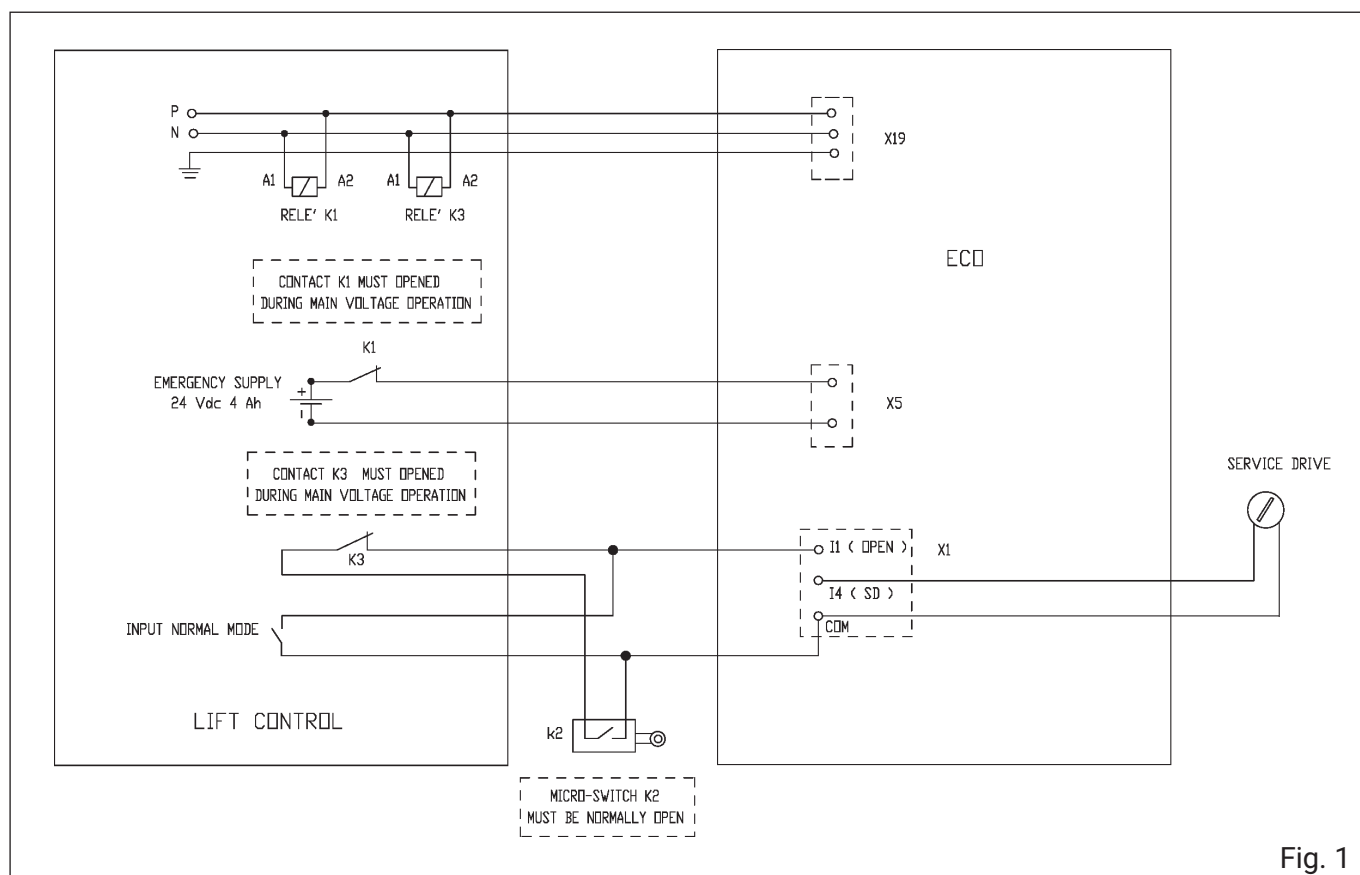 P
N
X19
A1 A2 A1 A2
RELE' K1 RELE' K3
ECO
CONTACT K1 MUST OPENED
DURING MAIN VOLTAGE OPERATION
K1
EMERGENCY SUPPLY
24 Vdc 4 Ah
+
X5
CONTACT K3 MUST OPENED
DURING MAIN VOLTAGE OPERATION
SERVICE DRIVE
K3
I1 ( OPEN ) X1
I4 ( SD )
COM
INPUT NORMAL MODE
LIFT CONTROL
k2
MICRO-SWITCH K2
MUST BE NORMALLY OPEN
Fig. 1